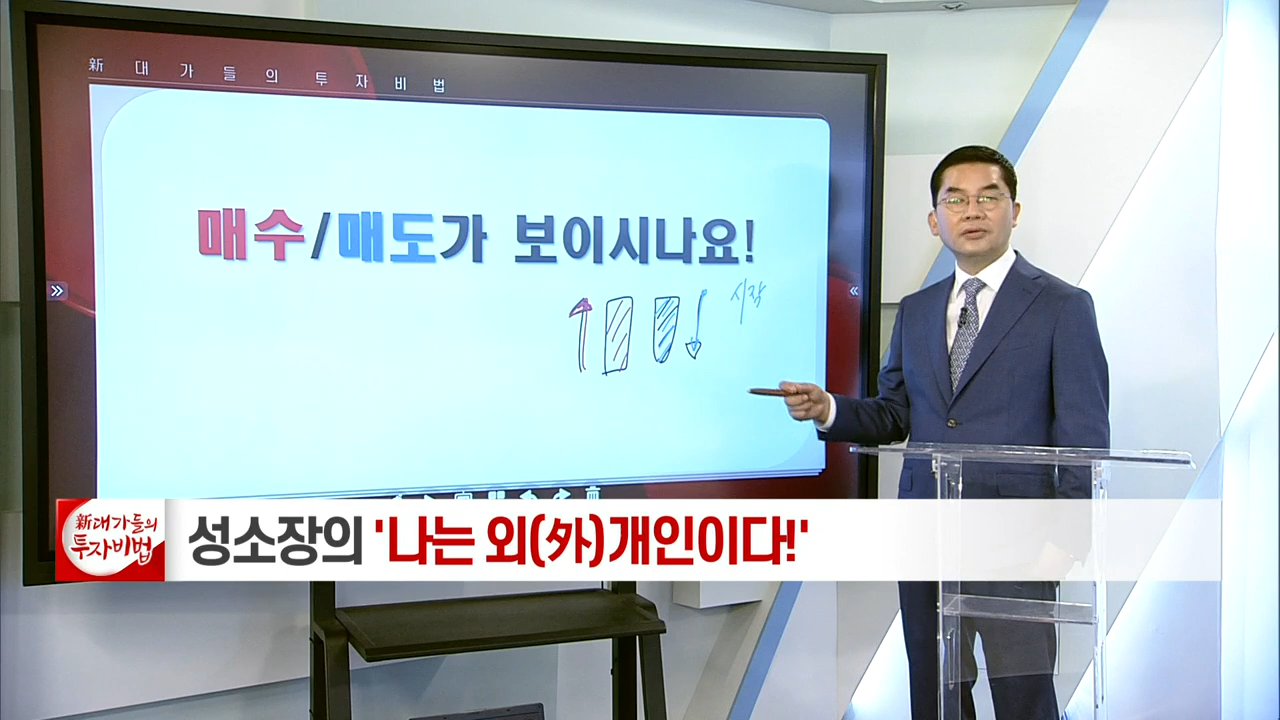 新 대 가 들 의 투 자 비 법
매수/매도가 보이시나요!
시작
新대가들의
투자비법
성소장의 '나는 외(外)개인이다!'